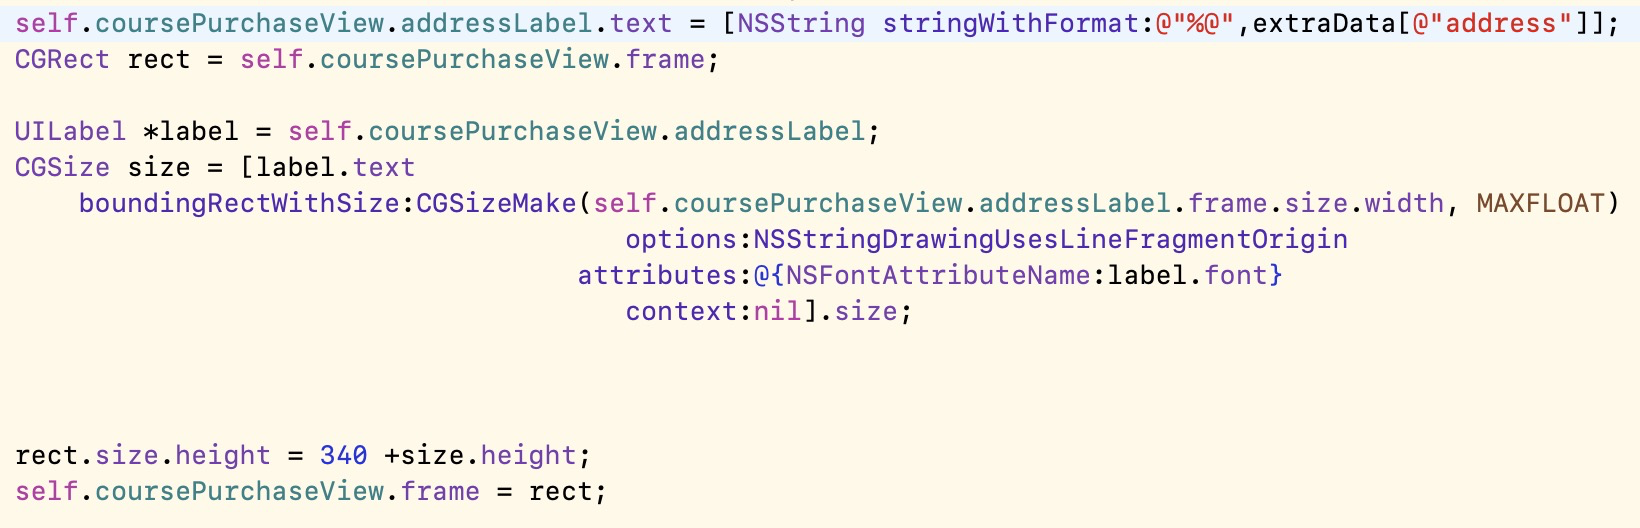 self.coursePurchaseView.addressLabel.text = [NSString stringWithFormat:@"%@",extraData[@"address"]];
CGRect rect = self.coursePurchaseView.frame;
UILabel *label = self.coursePurchaseView.addressLabel;
CGSize size = [label.text
boundingRectWithSize:CGSizeMake(self.coursePurchaseView.addressLabel.frame.size.width, MAXFLOAT)
options:NSStringDrawingUsesLineFragmentOrigin
attributes:@{NSFontAttributeName:label.font}
context:nil].size;
rect.size.height = 340 +size.height;
self.coursePurchaseView.frame = rect;